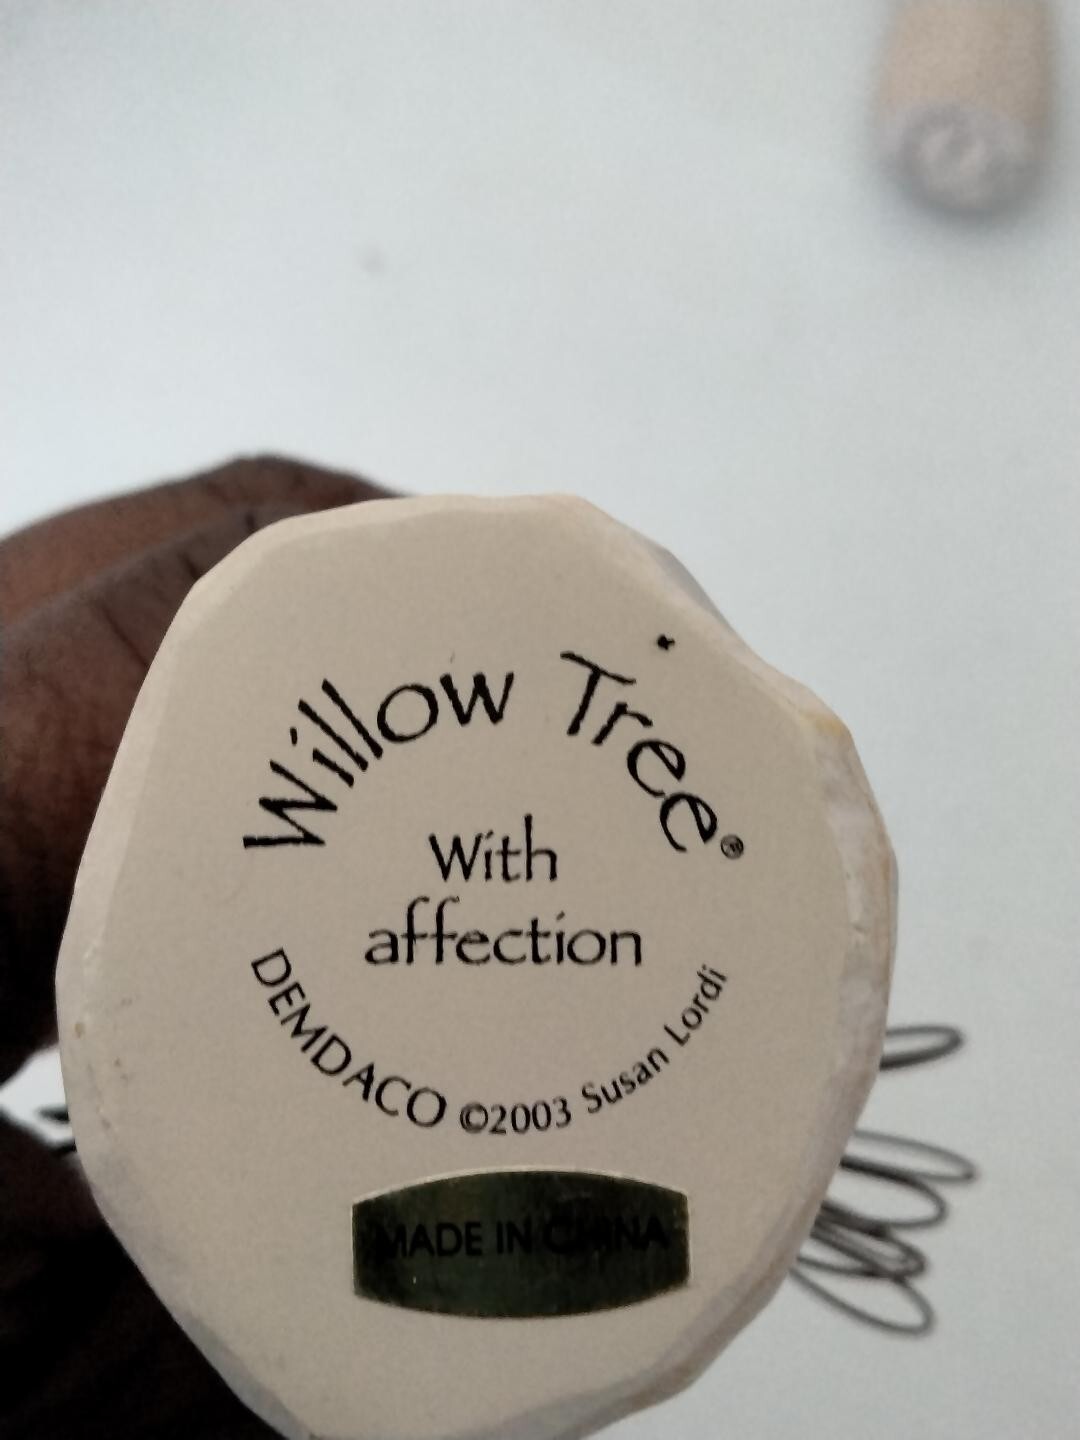 Willow Tree®
With
affection
DEMDACO ©2003 Susan Lordi
MADE IN CHINA